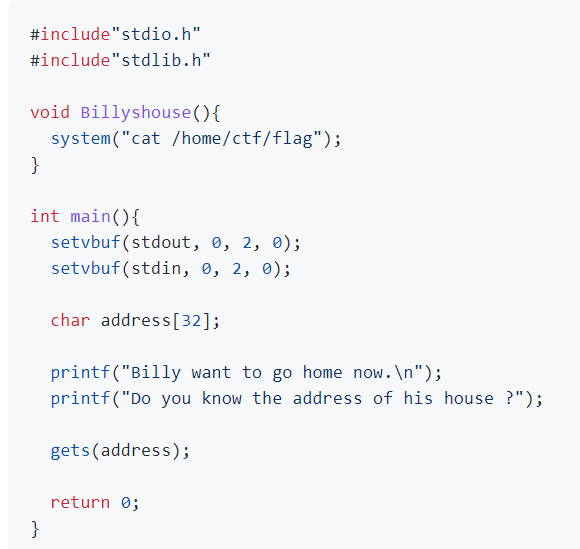 #include"stdio.h"
#include"stdlib.h"
void Billyshouse(){
system("cat /home/ctf/flag");
}
int main(){
setvbuf(stdout, 0, 2, 0);
setvbuf(stdin, 0, 2, 0);
char address[32];
printf("Billy want to go home now.\n");
printf("Do you know the address of his house ?");
gets(address);
return 0;
}